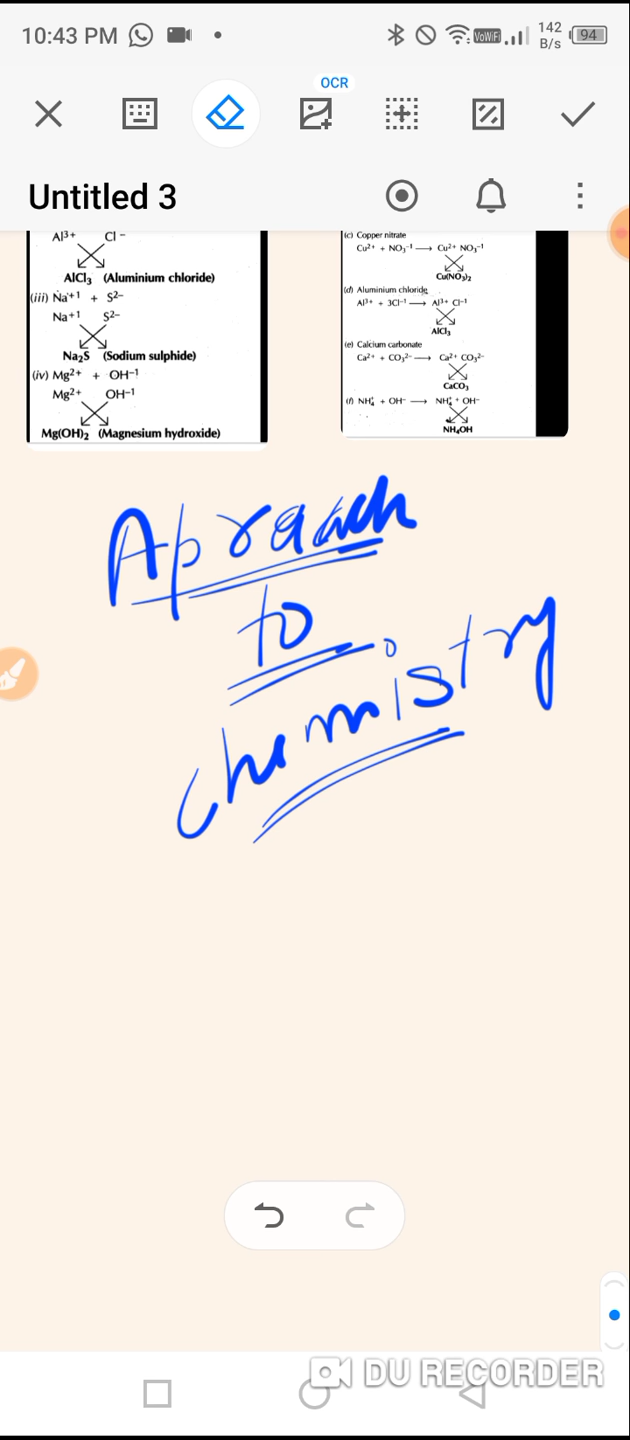 10:43 PM
VoWiFi
142 B/s
94
OCR
Untitled 3
Al³⁺ Cl⁻
AlCl₃ (Aluminium chloride)
(iii) Na⁺¹ + S²⁻
Na⁺¹ S²⁻
Na₂S (Sodium sulphide)
(iv) Mg²⁺ + OH⁻¹
Mg²⁺ OH⁻¹
Mg(OH)₂ (Magnesium hydroxide)
(c) Copper nitrate
Cu²⁺ + NO₃⁻¹ ⟶ Cu²⁺ NO₃⁻¹
Cu(NO₃)₂
(d) Aluminium chloride
Al³⁺ + 3Cl⁻¹ ⟶ Al³⁺ Cl⁻¹
AlCl₃
(e) Calcium carbonate
Ca²⁺ + CO₃²⁻ ⟶ Ca²⁺ CO₃²⁻
CaCO₃
(f) NH₄⁺ + OH⁻ ⟶ NH₄⁺ + OH⁻
NH₄OH
Apraach
to
chemistry
DU RECORDER